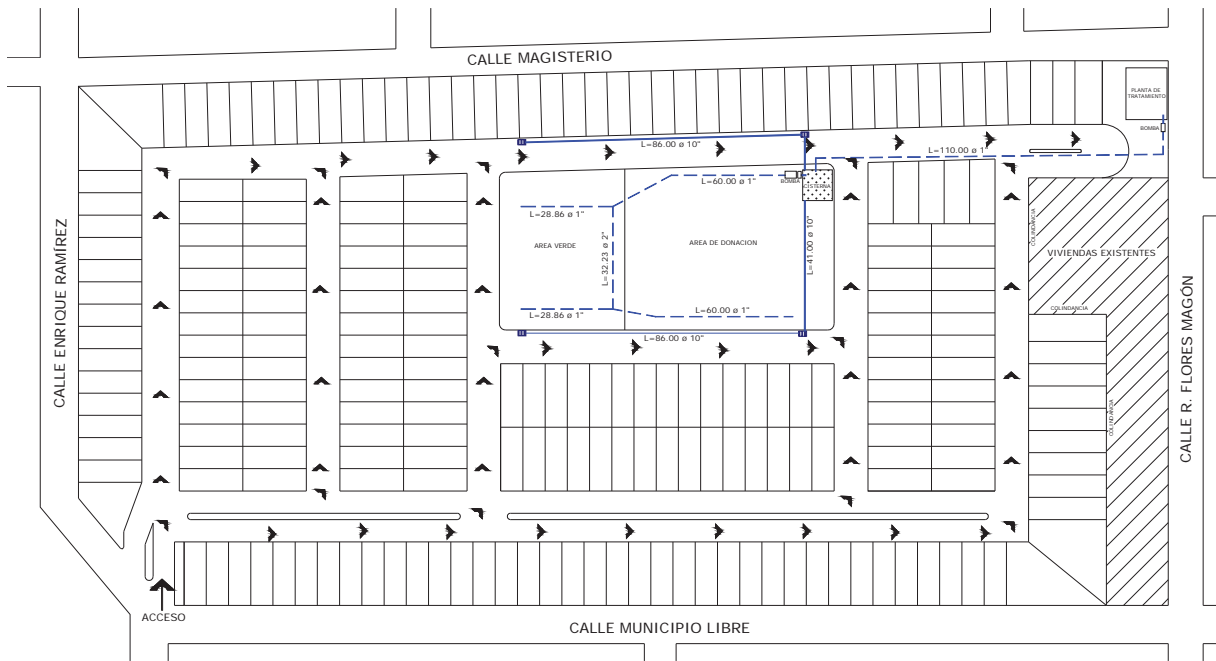 CALLE MAGISTERIO
PLANTA DE
TRATAMIENTO
BOMBA
L=86.00 ø 10"
L=110.00 ø 1"
L=60.00 ø 1"
BOMBA
CISTERNA
L=28.86 ø 1"
AREA VERDE
L=32.23 ø 2"
AREA DE DONACION
L=41.00 ø 10"
COLINDANCIA
VIVIENDAS EXISTENTES
COLINDANCIA
L=28.86 ø 1"
L=60.00 ø 1"
L=86.00 ø 10"
COLINDANCIA
CALLE ENRIQUE RAMÍREZ
CALLE R. FLORES MAGÓN
ACCESO
CALLE MUNICIPIO LIBRE